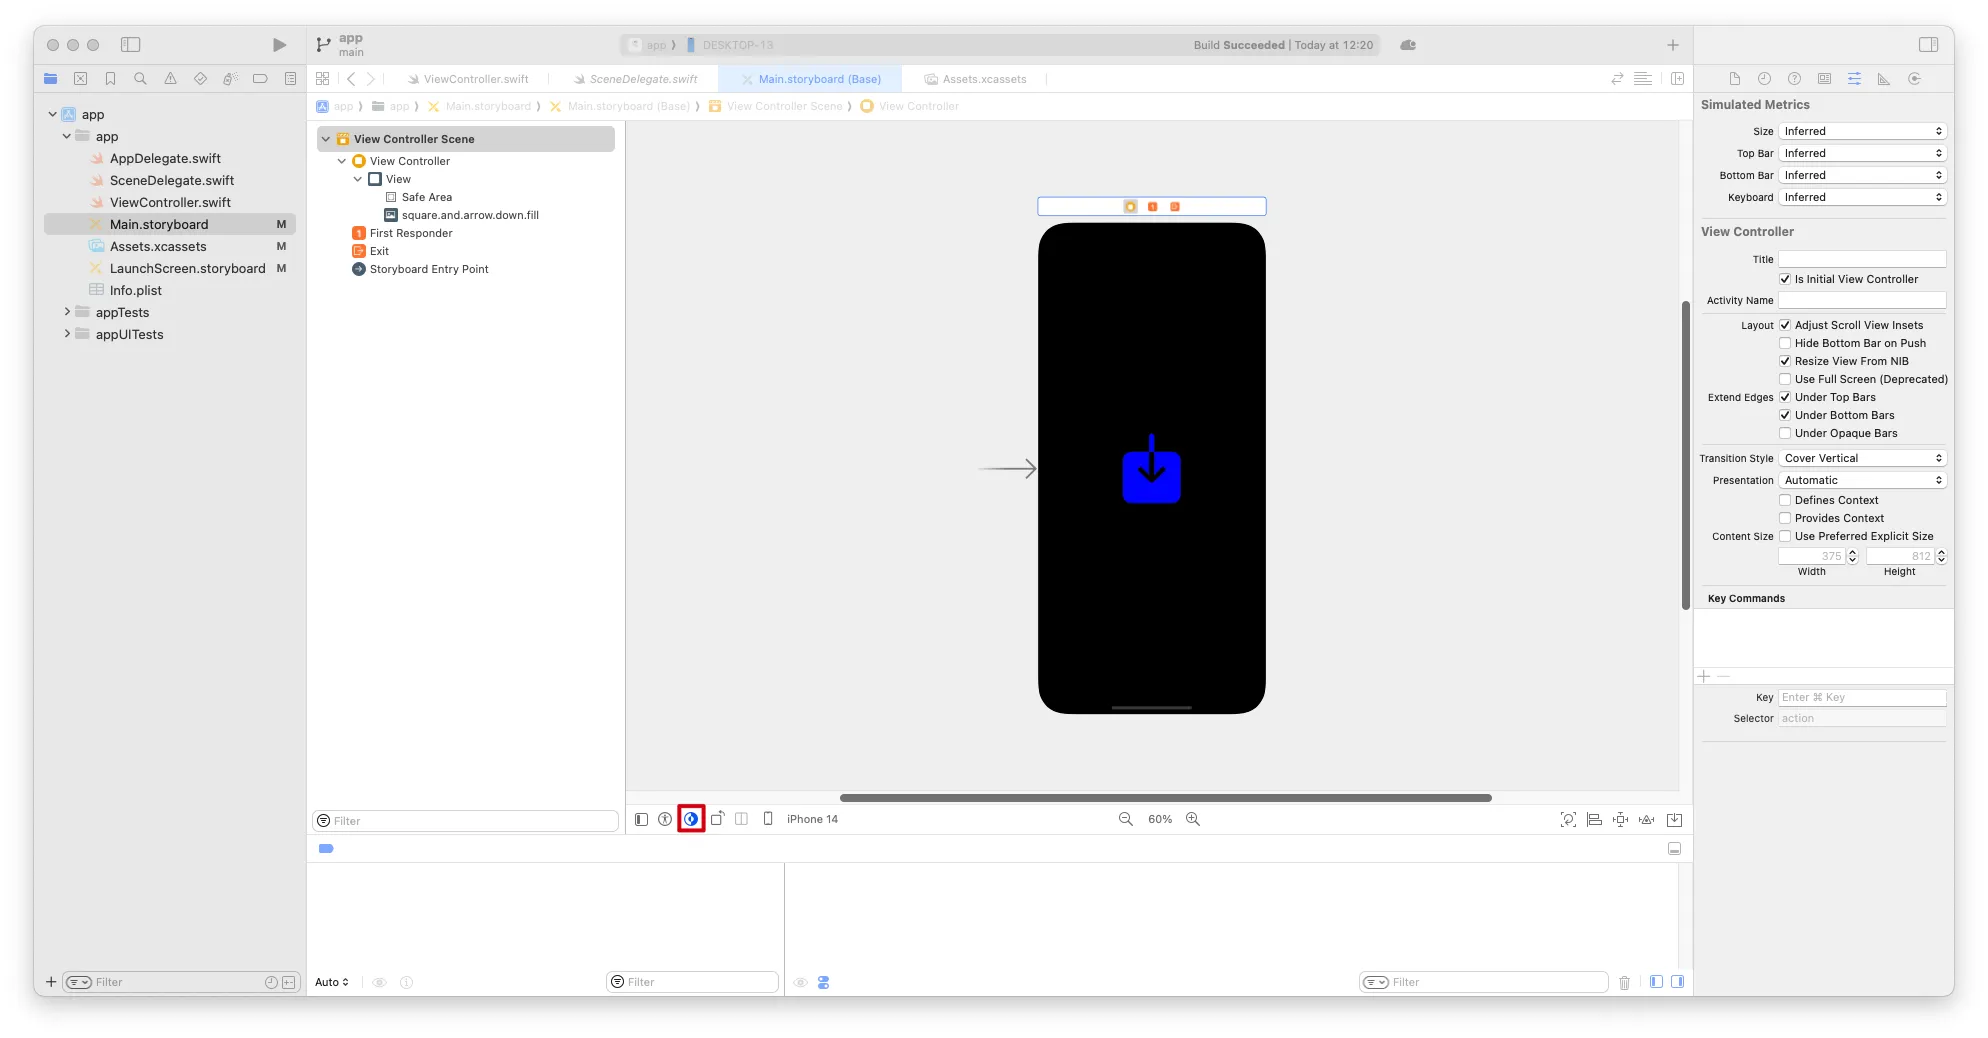 app
main
app
DESKTOP-13
Build Succeeded | Today at 12:20
ViewController.swift
SceneDelegate.swift
Main.storyboard (Base)
Assets.xcassets
app
app
Main.storyboard
Main.storyboard (Base)
View Controller Scene
View Controller
app
app
AppDelegate.swift
SceneDelegate.swift
ViewController.swift
Main.storyboard M
Assets.xcassets M
LaunchScreen.storyboard M
Info.plist
appTests
appUITests
Filter
View Controller Scene
View Controller
View
Safe Area
square.and.arrow.down.fill
1 First Responder
Exit
Storyboard Entry Point
Filter
1
iPhone 14
60%
Auto
Filter
Filter
Simulated Metrics
Size Inferred
Top Bar Inferred
Bottom Bar Inferred
Keyboard Inferred
View Controller
Title
Is Initial View Controller
Activity Name
Layout Adjust Scroll View Insets
Hide Bottom Bar on Push
Resize View From NIB
Use Full Screen (Deprecated)
Extend Edges Under Top Bars
Under Bottom Bars
Under Opaque Bars
Transition Style Cover Vertical
Presentation Automatic
Defines Context
Provides Context
Content Size Use Preferred Explicit Size
375 812
Width Height
Key Commands
Key Enter ⌘ Key
Selector action